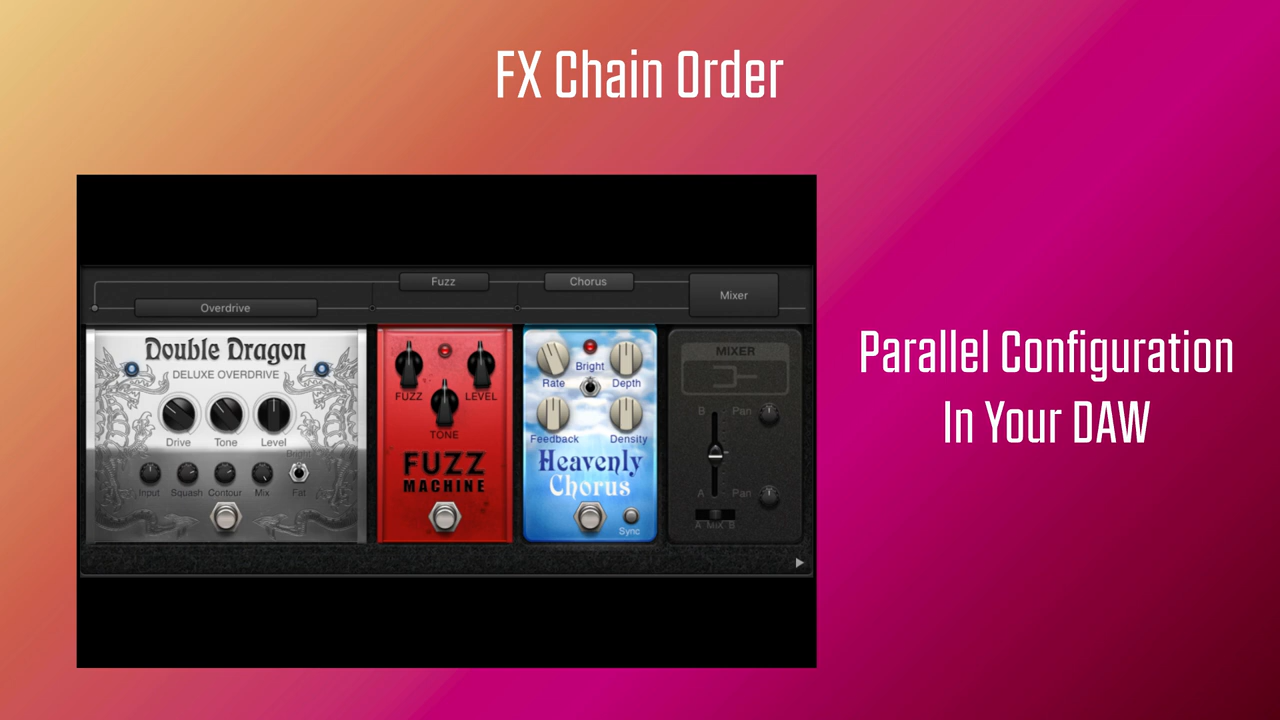 FX Chain Order
Fuzz
Chorus
Mixer
Overdrive
Double Dragon
DELUXE OVERDRIVE
Drive
Tone
Level
Bright
Input
Squash
Contour
Mix
Fat
FUZZ
LEVEL
TONE
FUZZ
MACHINE
Bright
Rate
Depth
Feedback
Density
Heavenly
Chorus
Sync
MIXER
B
Pan
A
Pan
A MIX B
Parallel Configuration
In Your DAW